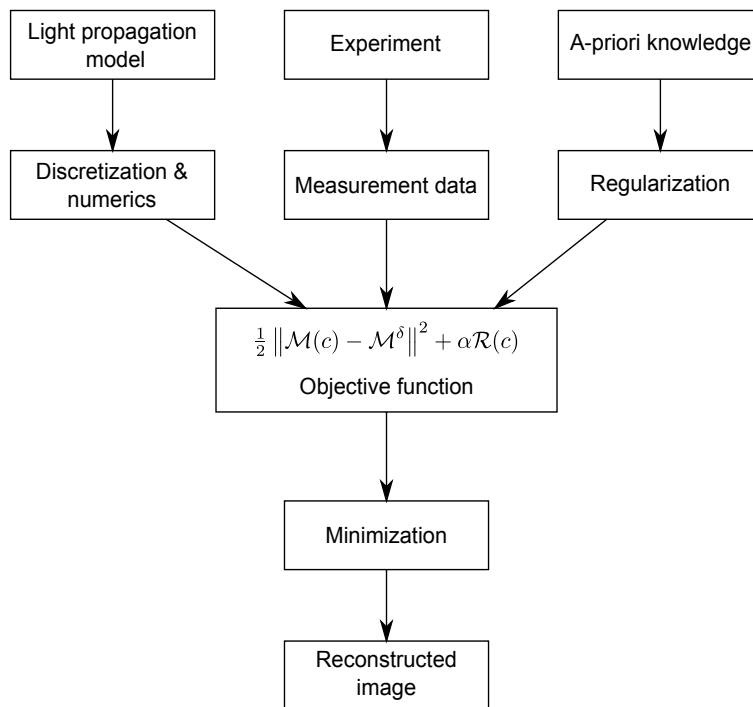 Light propagation
model
Experiment
A-priori knowledge
Discretization &
numerics
Measurement data
Regularization
$\frac{1}{2} \left\| \mathcal{M}(c) - \mathcal{M}^{\delta} \right\|^2 + \alpha \mathcal{R}(c)$
Objective function
Minimization
Reconstructed
image